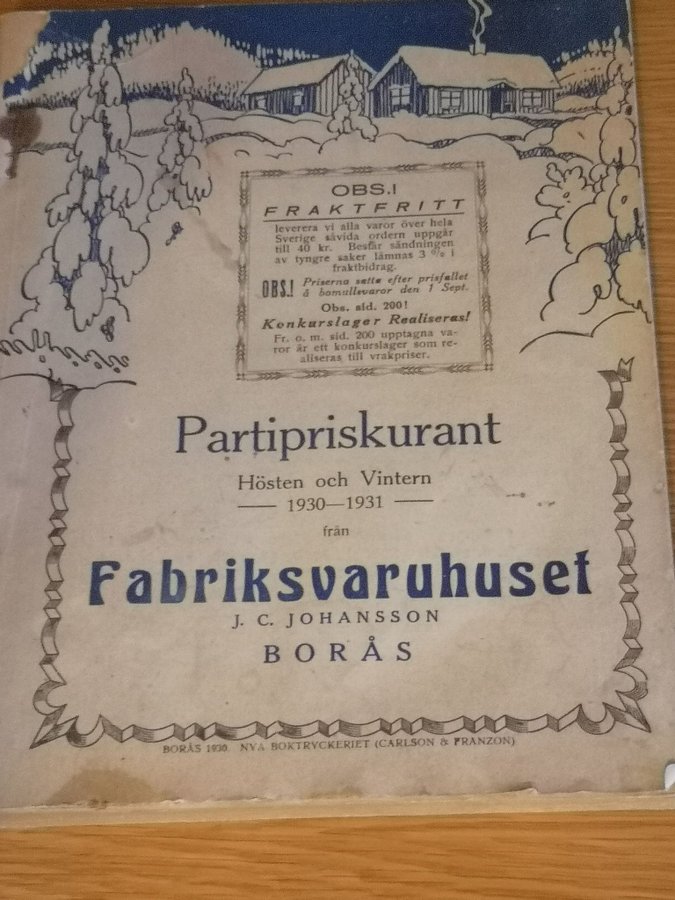 OBS.!
FRAKTFRITT
leverera vi alla varor över hela
Sverige såvida ordern uppgår
till 40 kr. Består sändningen
av tyngre saker lämnas 3 % i
fraktbidrag.
OBS.! Priserna satta efter prisfallet
å bomullsvaror den 1 Sept.
Obs. sid. 200!
Konkurslager Realiseras!
Fr. o. m. sid. 200 upptagna va-
ror är ett konkurslager som re-
aliseras till vrakpriser.
Partipriskurant
Hösten och Vintern
1930—1931
från
Fabriksvaruhuset
J. C. JOHANSSON
BORÅS
BORÅS 1930. NYA BOKTRYCKERIET (CARLSON & FRANZON)